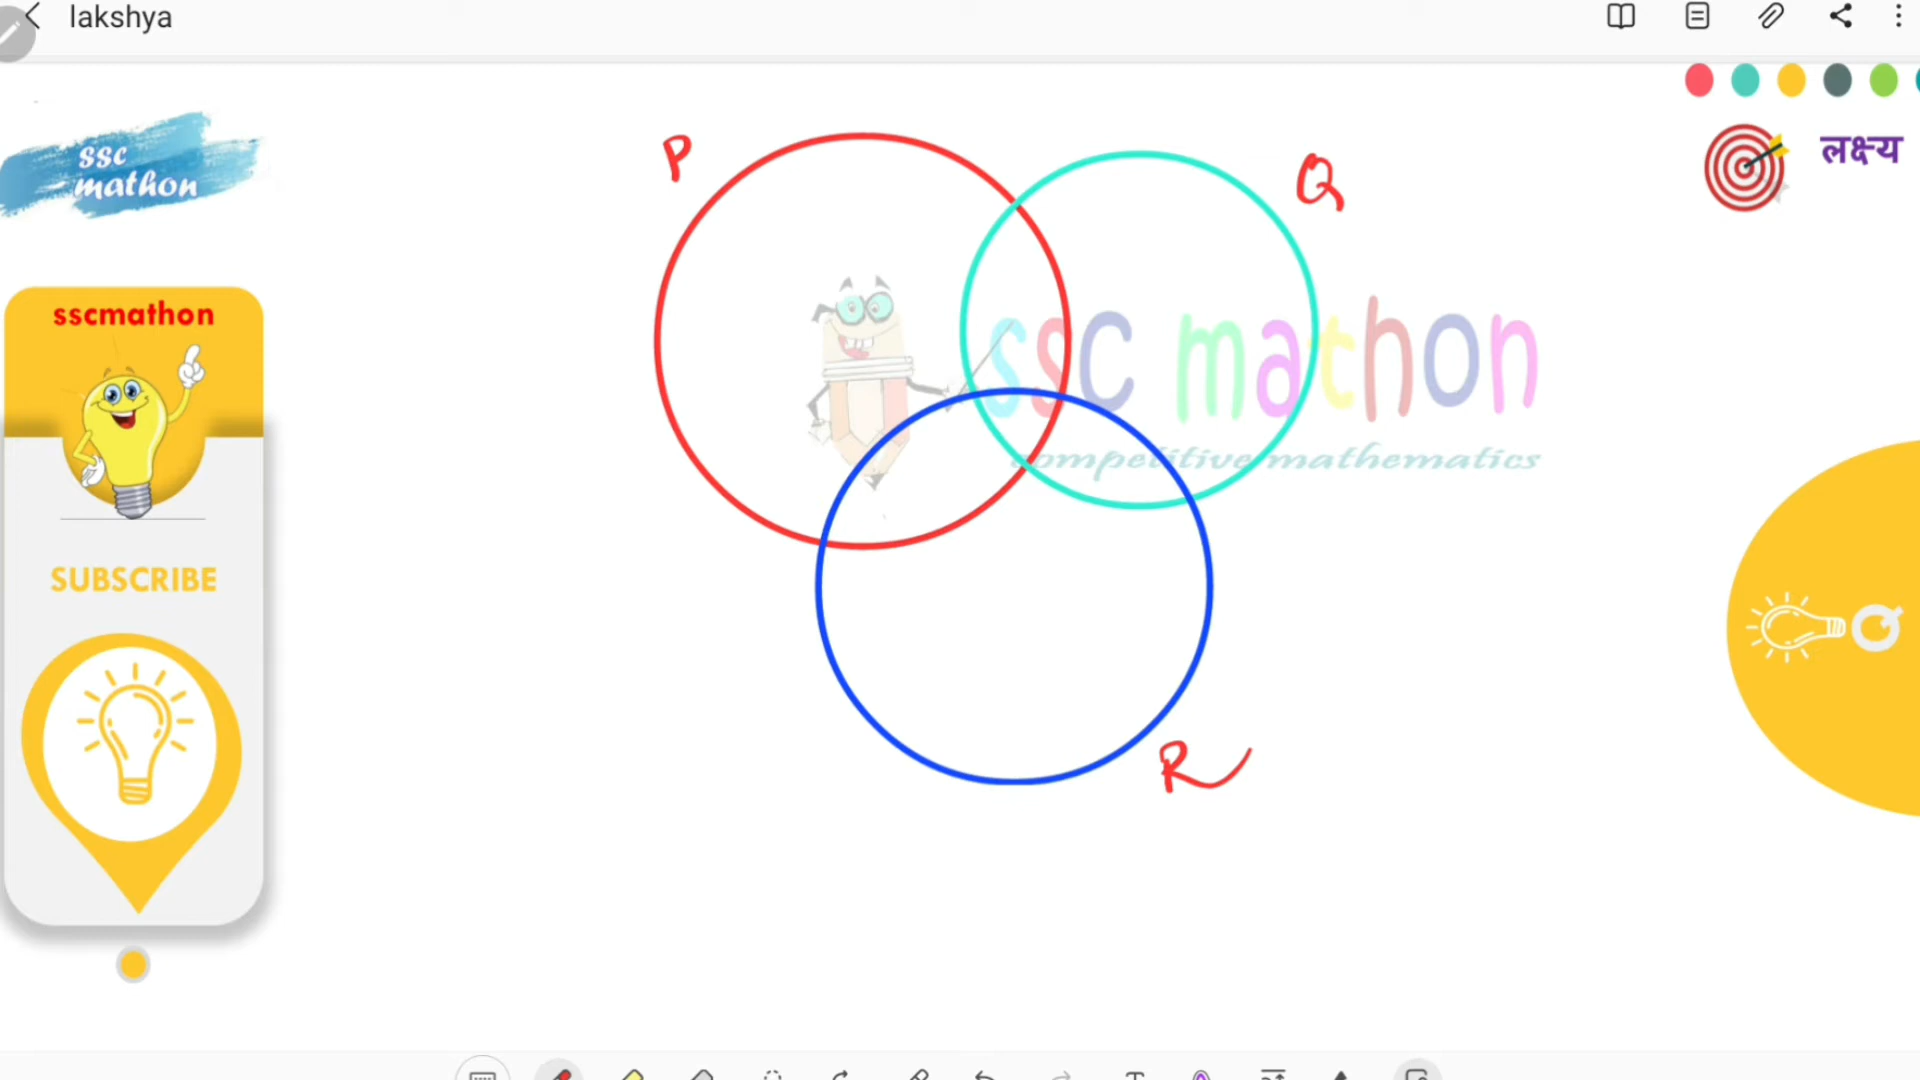 lakshya
ssc
mathon
लक्ष्य
P
Q
sscmathon
ssc mathon
competitive mathematics
SUBSCRIBE
Q
R
T